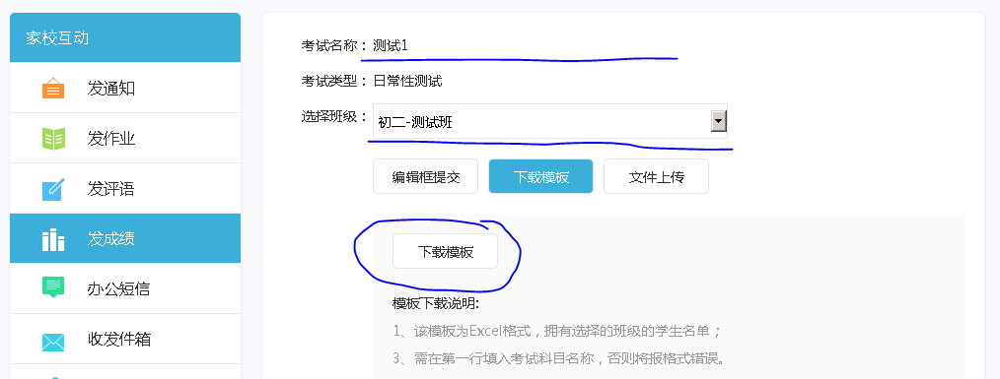 家校互动
发通知
发作业
发评语
发成绩
办公短信
收发件箱
考试名称：测试1
考试类型：日常性测试
选择班级：初二-测试班
编辑框提交 下载模板 文件上传
下载模板
模板下载说明:
1、该模板为Excel格式，拥有选择的班级的学生名单；
3、需在第一行填入考试科目名称，否则将报格式错误。